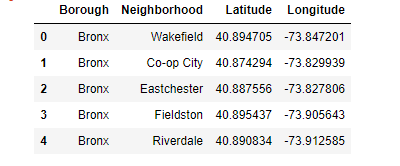 Borough Neighborhood Latitude Longitude
0 Bronx Wakefield 40.894705 -73.847201
1 Bronx Co-op City 40.874294 -73.829939
2 Bronx Eastchester 40.887556 -73.827806
3 Bronx Fieldston 40.895437 -73.905643
4 Bronx Riverdale 40.890834 -73.912585